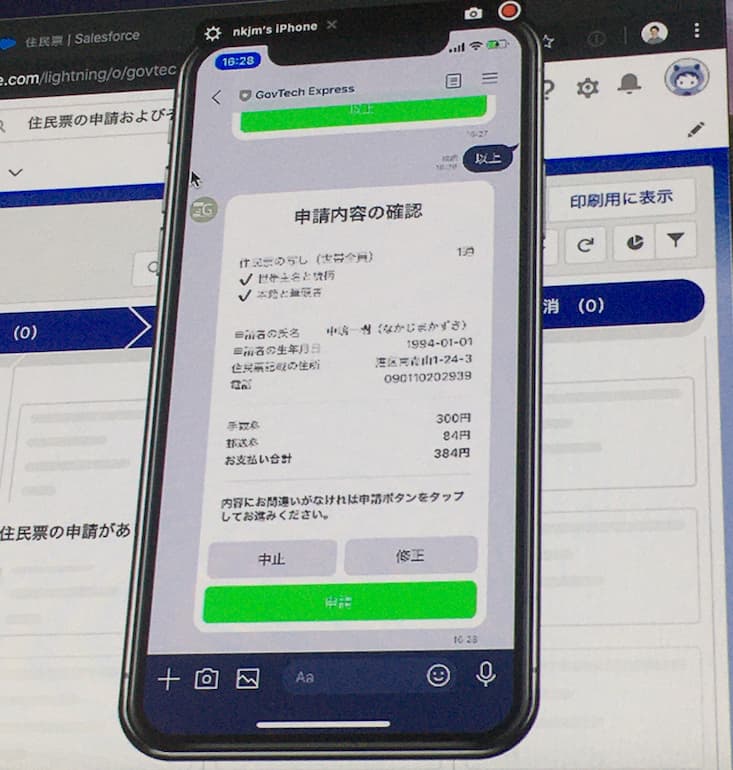 住民票 | Salesforce
nkjm's iPhone ×
e.com/lightning/o/govtec
16:28
GovTech Express
住民票の申請およびそ
以上
16:27
16:28
以上
印刷用に表示
申請内容の確認
住民票の写し（世帯全員） 1通
✓ 世帯主名と続柄
✓ 本籍と筆頭者
(0)
消 (0)
申請者の氏名 （なかじまかずき）
申請者の生年月日 1994-01-01
住民票記載の住所 港区南青山1-24-3
電話 090110202939
手数料 300円
郵送料 84円
お支払い合計 384円
内容にお間違いがなければ申請ボタンをタップ
してお進みください。
住民票の申請があ
中止 修正
申請
16:28
Aa